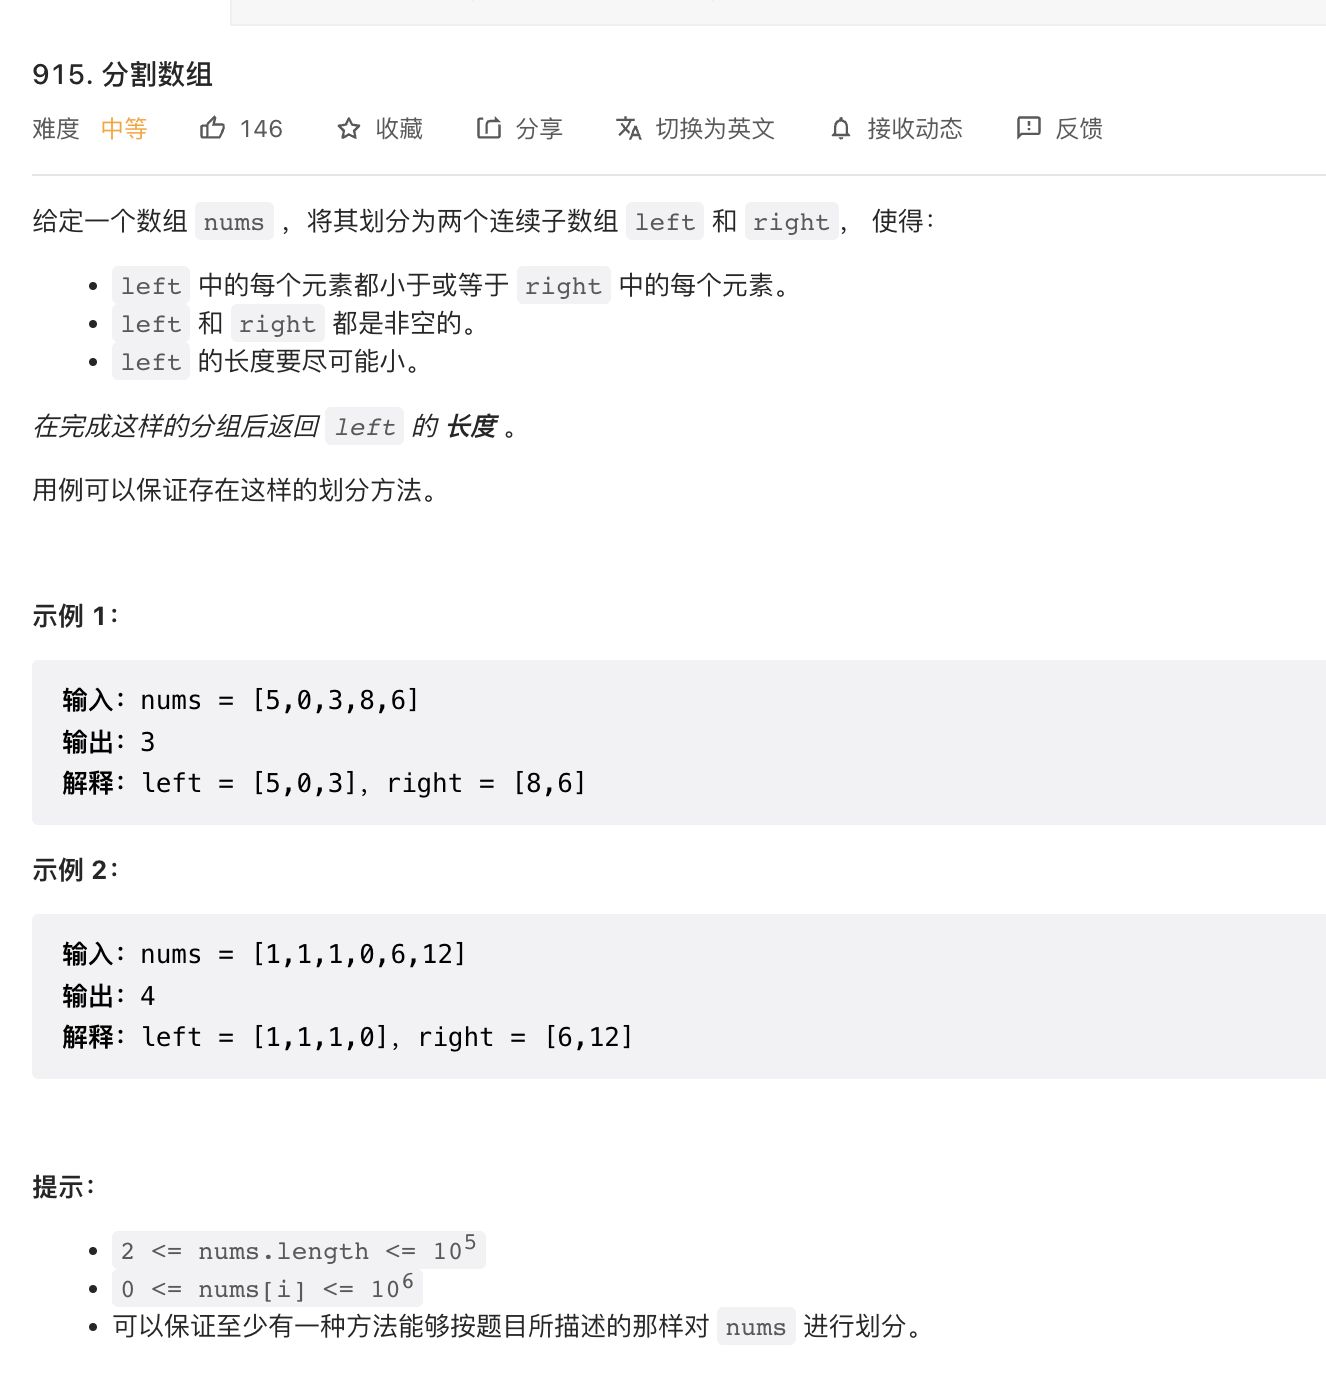 915. 分割数组
难度 中等 146 收藏 分享 切换为英文 接收动态 反馈
给定一个数组 nums ，将其划分为两个连续子数组 left 和 right， 使得：
• left 中的每个元素都小于或等于 right 中的每个元素。
• left 和 right 都是非空的。
• left 的长度要尽可能小。
在完成这样的分组后返回 left 的 长度 。
用例可以保证存在这样的划分方法。
示例 1：
输入：nums = [5,0,3,8,6]
输出：3
解释：left = [5,0,3]，right = [8,6]
示例 2：
输入：nums = [1,1,1,0,6,12]
输出：4
解释：left = [1,1,1,0]，right = [6,12]
提示：
• 2 <= nums.length <= 10⁵
• 0 <= nums[i] <= 10⁶
• 可以保证至少有一种方法能够按题目所描述的那样对 nums 进行划分。